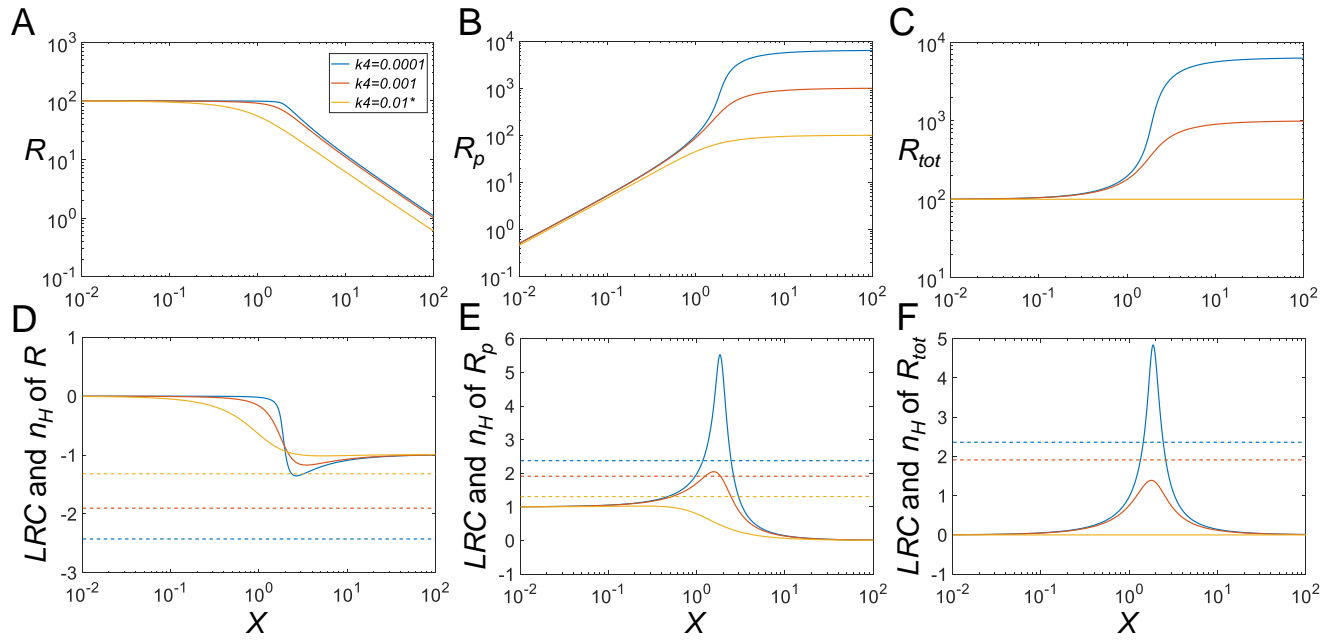 A
B
C
10^3
10^2
10^1
10^0
10^-1
R
k4=0.0001
k4=0.001
k4=0.01*
10^-2 10^-1 10^0 10^1 10^2
10^4
10^3
10^2
10^1
10^0
10^-1
R_p
10^-2 10^-1 10^0 10^1 10^2
10^4
10^3
10^2
10^1
R_tot
10^-2 10^-1 10^0 10^1 10^2
D
E
F
LRC and n_H of R
1
0
-1
-2
-3
10^-2 10^-1 10^0 10^1 10^2
X
LRC and n_H of R_p
6
5
4
3
2
1
0
-1
10^-2 10^-1 10^0 10^1 10^2
X
LRC and n_H of R_tot
5
4
3
2
1
0
-1
10^-2 10^-1 10^0 10^1 10^2
X